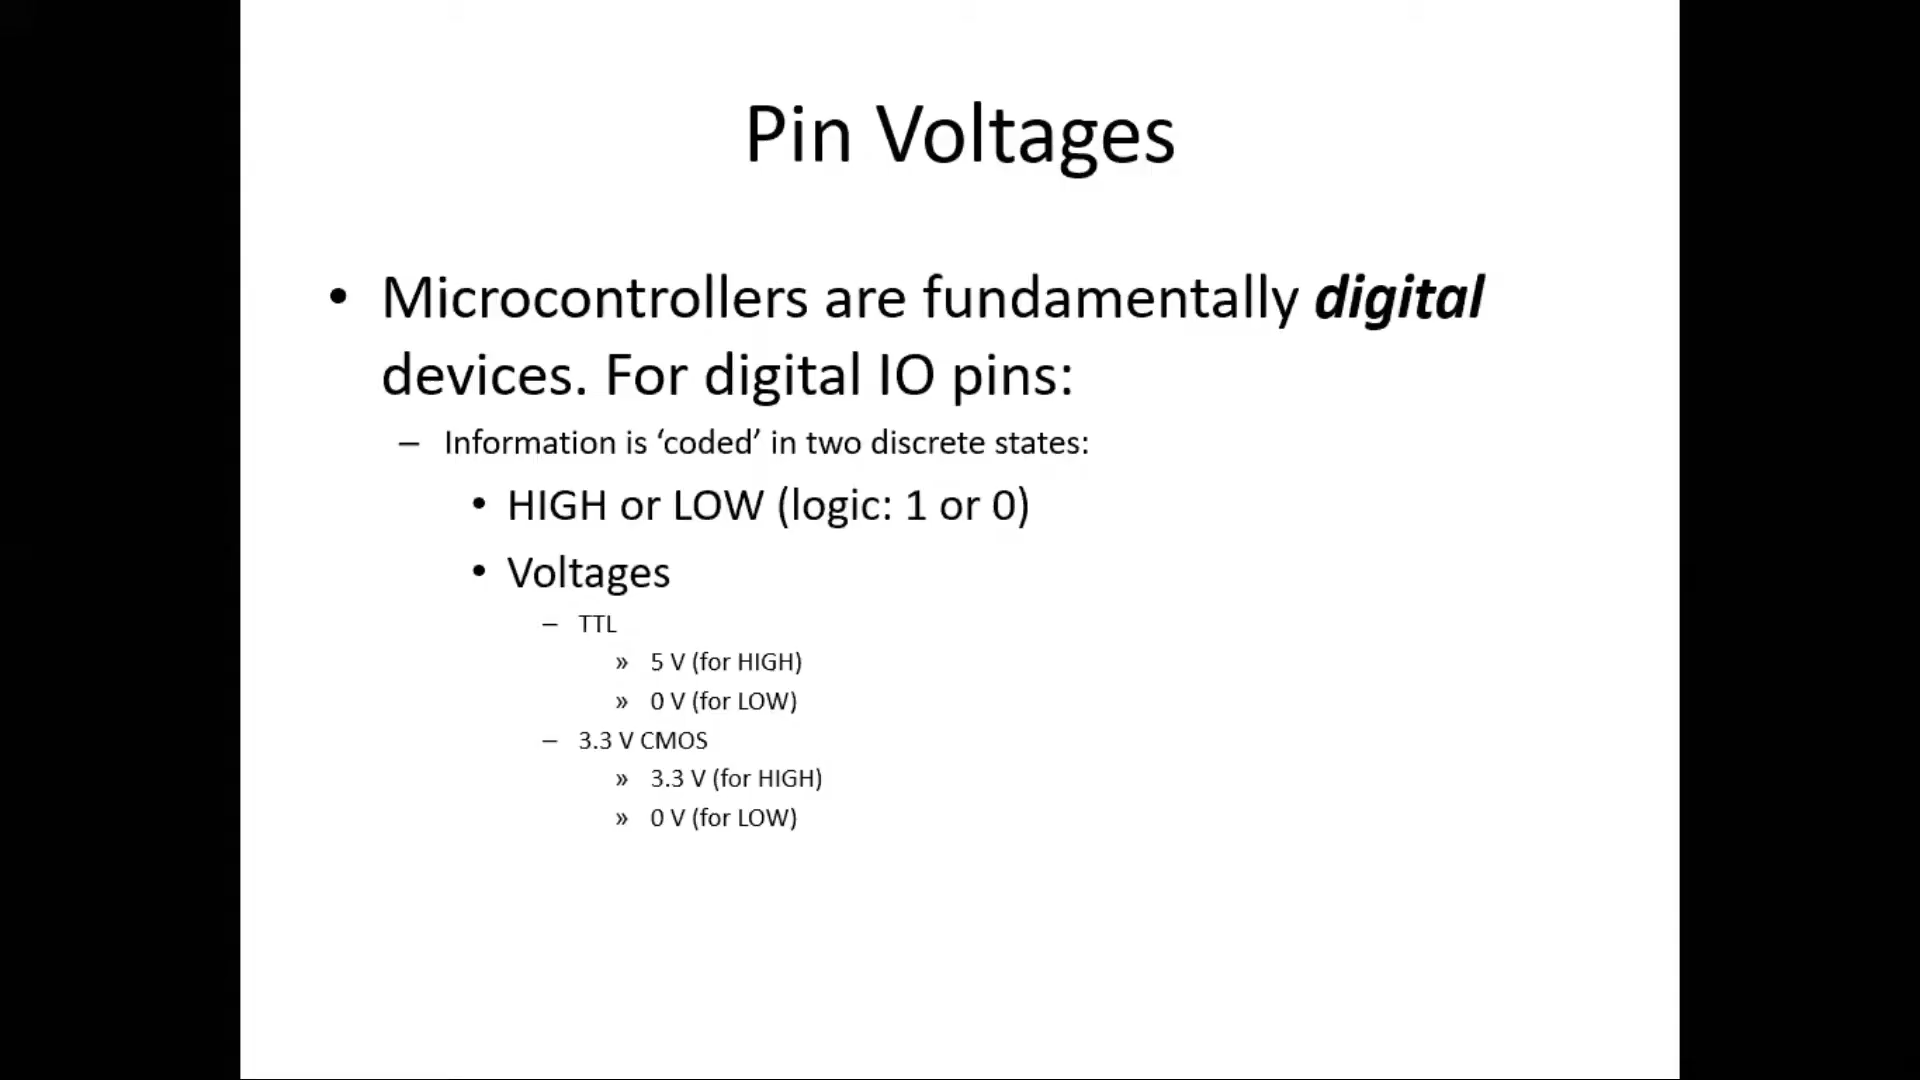 Pin Voltages
• Microcontrollers are fundamentally digital
devices. For digital IO pins:
– Information is ‘coded’ in two discrete states:
• HIGH or LOW (logic: 1 or 0)
• Voltages
– TTL
» 5 V (for HIGH)
» 0 V (for LOW)
– 3.3 V CMOS
» 3.3 V (for HIGH)
» 0 V (for LOW)